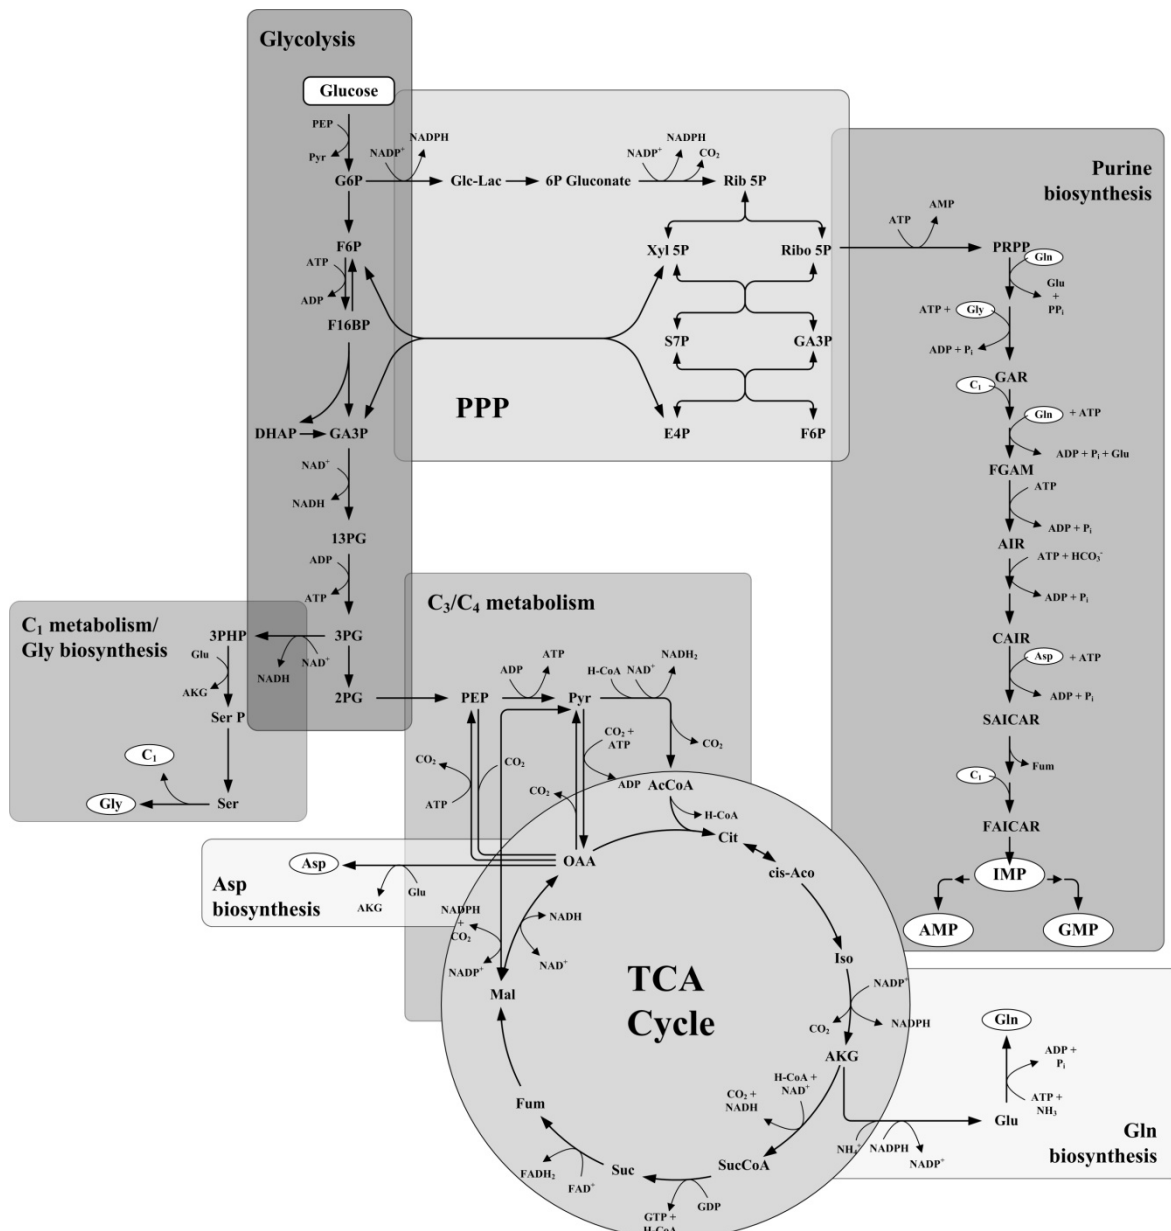 Glycolysis
Glucose
PEP
Pyr
G6P
NADP⁺
NADPH
Glc-Lac
6P Gluconate
NADP⁺
NADPH
CO₂
Rib 5P
F6P
ATP
ADP
F16BP
DHAP
GA3P
NAD⁺
NADH
13PG
ADP
ATP
3PG
2PG
PPP
Xyl 5P
Ribo 5P
S7P
GA3P
E4P
F6P
Purine
biosynthesis
ATP
AMP
PRPP
Gln
Glu
+
PPᵢ
ATP +
Gly
ADP + Pᵢ
GAR
C₁
Gln
+ ATP
ADP + Pᵢ + Glu
FGAM
ATP
ADP + Pᵢ
AIR
ATP + HCO₃⁻
ADP + Pᵢ
CAIR
Asp
+ ATP
ADP + Pᵢ
SAICAR
Fum
C₁
FAICAR
IMP
AMP
GMP
C₁ metabolism/
Gly biosynthesis
3PHP
NADH
NAD⁺
Glu
AKG
Ser P
C₁
Gly
Ser
C₃/C₄ metabolism
PEP
ADP
ATP
Pyr
H-CoA
NAD⁺
NADH₂
CO₂
CO₂
ATP
CO₂
CO₂
CO₂ +
ATP
ADP
AcCoA
H-CoA
Asp
biosynthesis
Asp
AKG
Glu
OAA
Cit
cis-Aco
Iso
NADP⁺
NADPH
CO₂
AKG
NADPH
+
CO₂
NADP⁺
NADH
NAD⁺
Mal
TCA
Cycle
H-CoA +
NAD⁺
CO₂ +
NADH
Fum
FADH₂
FAD⁺
Suc
SucCoA
GDP
GTP +
H-CoA
NH₄⁺
NADPH
NADP⁺
Glu
ATP +
NH₃
ADP +
Pᵢ
Gln
Gln
biosynthesis